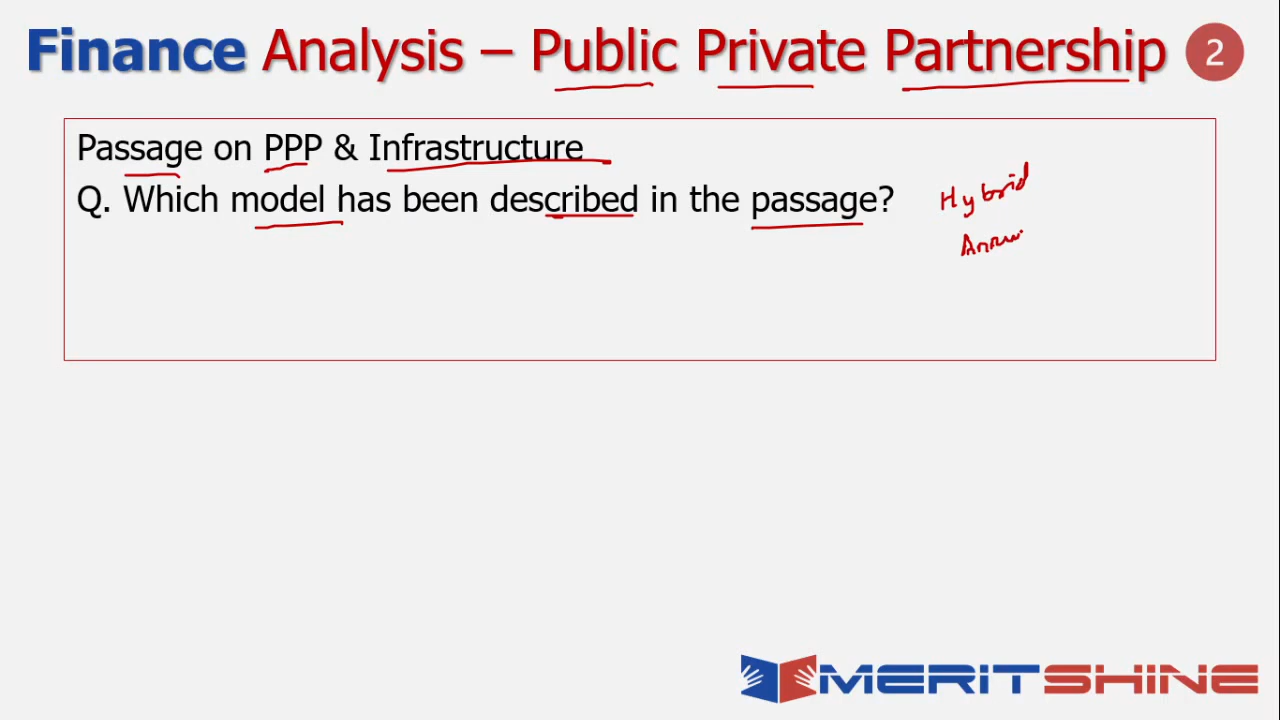 Finance Analysis – Public Private Partnership 2
Passage on PPP & Infrastructure
Q. Which model has been described in the passage?
Hybrid
MERITSHINE